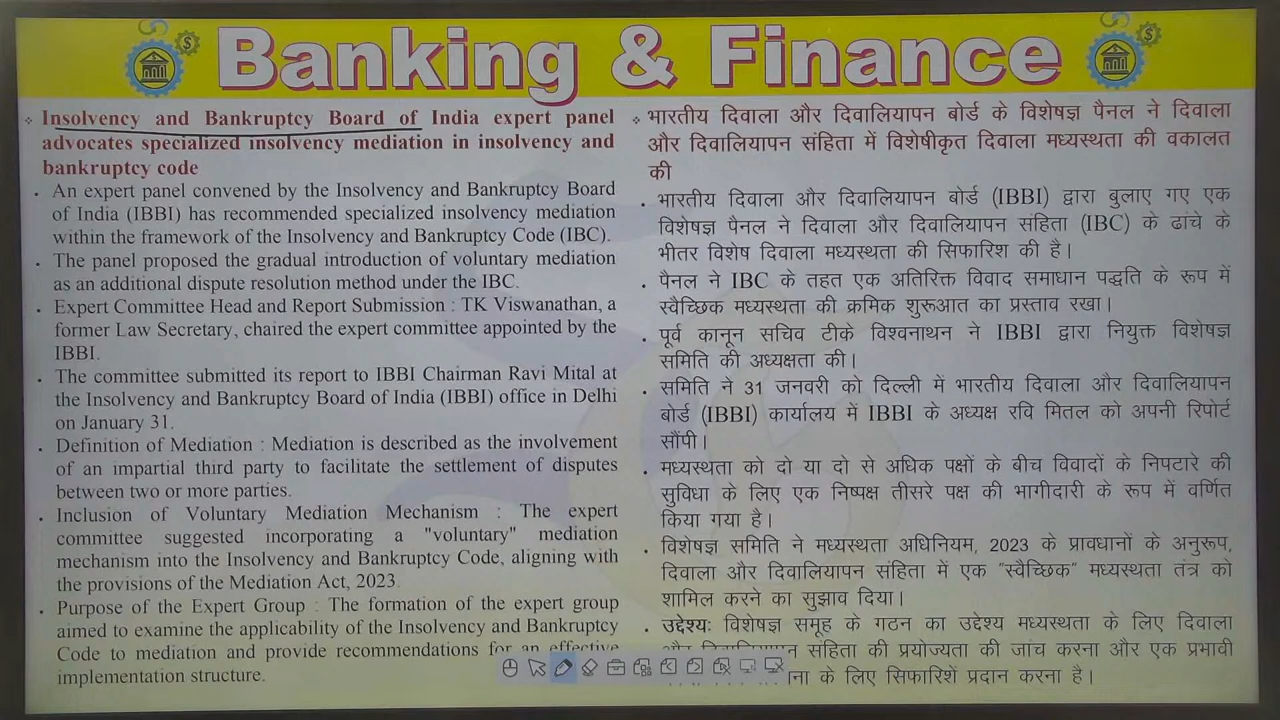 Banking & Finance
Insolvency and Bankruptcy Board of India expert panel
advocates specialized insolvency mediation in insolvency and
bankruptcy code
An expert panel convened by the Insolvency and Bankruptcy Board
of India (IBBI) has recommended specialized insolvency mediation
within the framework of the Insolvency and Bankruptcy Code (IBC).
The panel proposed the gradual introduction of voluntary mediation
as an additional dispute resolution method under the IBC.
Expert Committee Head and Report Submission : TK Viswanathan, a
former Law Secretary, chaired the expert committee appointed by the
IBBI.
The committee submitted its report to IBBI Chairman Ravi Mital at
the Insolvency and Bankruptcy Board of India (IBBI) office in Delhi
on January 31.
Definition of Mediation : Mediation is described as the involvement
of an impartial third party to facilitate the settlement of disputes
between two or more parties.
Inclusion of Voluntary Mediation Mechanism : The expert
committee suggested incorporating a "voluntary" mediation
mechanism into the Insolvency and Bankruptcy Code, aligning with
the provisions of the Mediation Act, 2023.
Purpose of the Expert Group : The formation of the expert group
aimed to examine the applicability of the Insolvency and Bankruptcy
Code to mediation and provide recommendations for an effective
implementation structure.
भारतीय दिवाला और दिवालियापन बोर्ड के विशेषज्ञ पैनल ने दिवाला
और दिवालियापन संहिता में विशेषीकृत दिवाला मध्यस्थता की वकालत
की
भारतीय दिवाला और दिवालियापन बोर्ड (IBBI) द्वारा बुलाए गए एक
विशेषज्ञ पैनल ने दिवाला और दिवालियापन संहिता (IBC) के ढांचे के
भीतर विशेष दिवाला मध्यस्थता की सिफारिश की है।
पैनल ने IBC के तहत एक अतिरिक्त विवाद समाधान पद्धति के रूप में
स्वैच्छिक मध्यस्थता की क्रमिक शुरूआत का प्रस्ताव रखा।
पूर्व कानून सचिव टीके विश्वनाथन ने IBBI द्वारा नियुक्त विशेषज्ञ
समिति की अध्यक्षता की।
समिति ने 31 जनवरी को दिल्ली में भारतीय दिवाला और दिवालियापन
बोर्ड (IBBI) कार्यालय में IBBI के अध्यक्ष रवि मितल को अपनी रिपोर्ट
सौंपी।
मध्यस्थता को दो या दो से अधिक पक्षों के बीच विवादों के निपटारे की
सुविधा के लिए एक निष्पक्ष तीसरे पक्ष की भागीदारी के रूप में वर्णित
किया गया है।
विशेषज्ञ समिति ने मध्यस्थता अधिनियम, 2023 के प्रावधानों के अनुरूप,
दिवाला और दिवालियापन संहिता में एक "स्वैच्छिक" मध्यस्थता तंत्र को
शामिल करने का सुझाव दिया।
उद्देश्यः विशेषज्ञ समूह के गठन का उद्देश्य मध्यस्थता के लिए दिवाला
संहिता की प्रयोज्यता की जांच करना और एक प्रभावी
के लिए सिफारिशें प्रदान करना है।